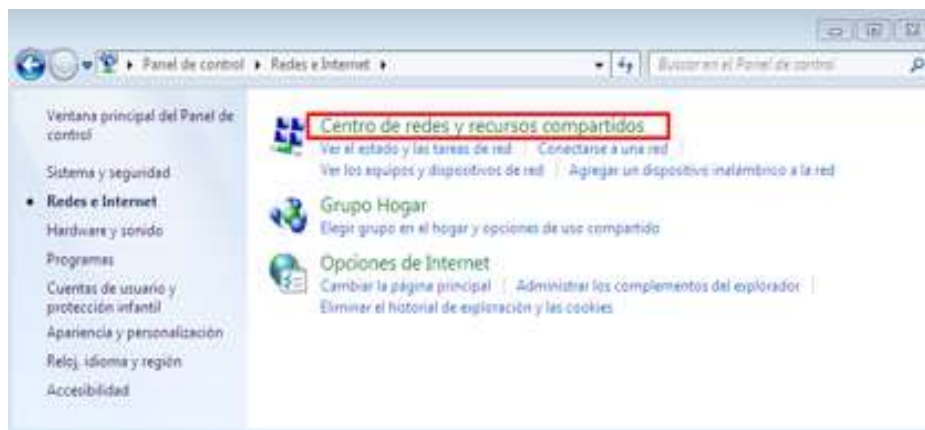 Panel de control ▸ Redes e Internet ▸
Buscar en el Panel de control
Ventana principal del Panel de
control
Sistema y seguridad
Redes e Internet
Hardware y sonido
Programas
Cuentas de usuario y
protección infantil
Apariencia y personalización
Reloj, idioma y región
Accesibilidad
Centro de redes y recursos compartidos
Ver el estado y las tareas de red | Conectarse a una red
Ver los equipos y dispositivos de red | Agregar un dispositivo inalámbrico a la red
Grupo Hogar
Elegir grupo en el hogar y opciones de uso compartido
Opciones de Internet
Cambiar la página principal | Administrar los complementos del explorador
Eliminar el historial de exploración y las cookies